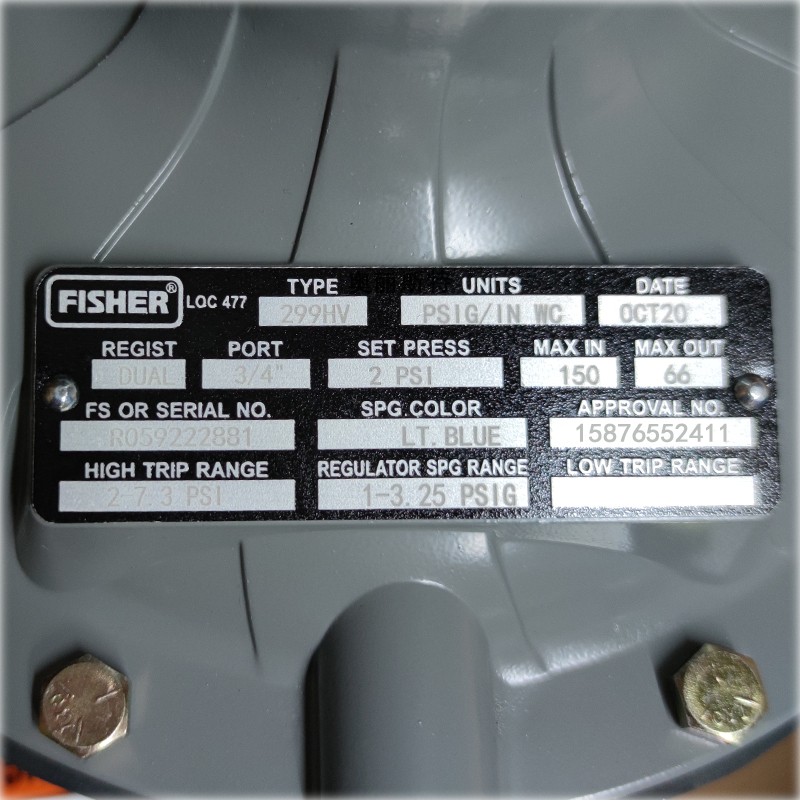 FISHER® LOC 477
TYPE UNITS DATE
299HV PSIG/IN WC OCT20
REGIST PORT SET PRESS MAX IN MAX OUT
DUAL 3/4" 2 PSI 150 66
FS OR SERIAL NO. SPG COLOR APPROVAL NO.
R059222881 LT. BLUE 15876552411
HIGH TRIP RANGE REGULATOR SPG RANGE LOW TRIP RANGE
2-7.3 PSI 1-3.25 PSIG